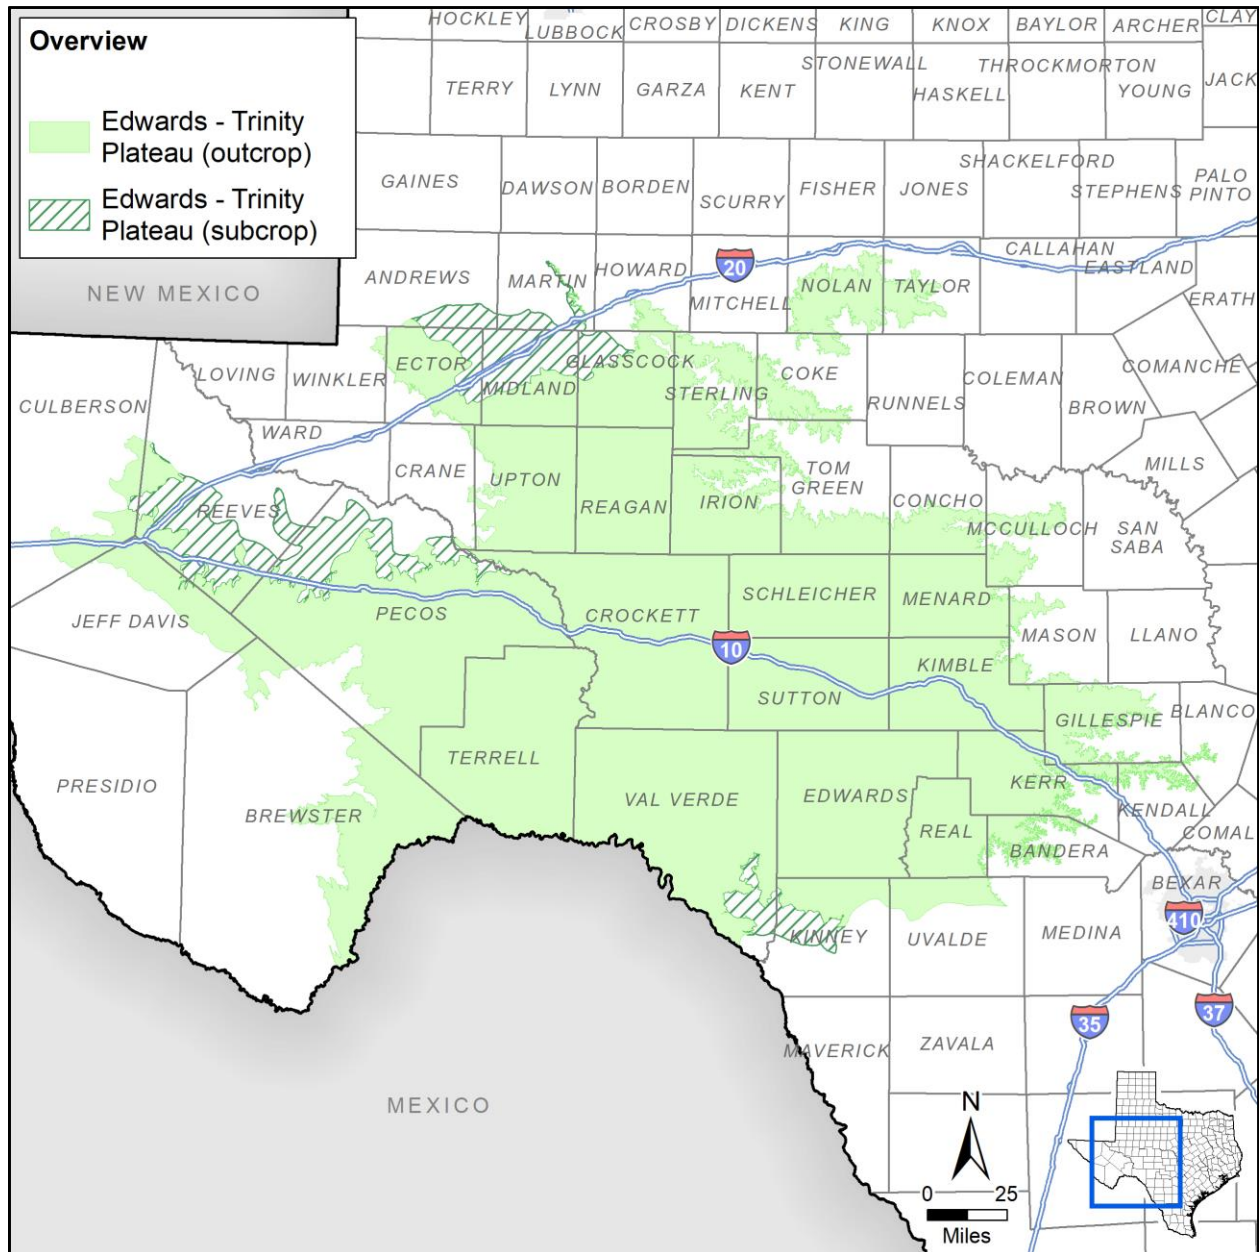 Overview
Edwards - Trinity
Plateau (outcrop)
Edwards - Trinity
Plateau (subcrop)
HOCKLEY
LUBBOCK
CROSBY
DICKENS
KING
KNOX
BAYLOR
ARCHER
CLAY
TERRY
LYNN
GARZA
KENT
STONEWALL
HASKELL
THROCKMORTON
YOUNG
JACK
GAINES
DAWSON
BORDEN
SCURRY
FISHER
JONES
SHACKELFORD
STEPHENS
PALO
PINTO
NEW MEXICO
ANDREWS
MARTIN
HOWARD
20
MITCHELL
NOLAN
TAYLOR
CALLAHAN
EASTLAND
ERATH
LOVING
WINKLER
ECTOR
MIDLAND
GLASSCOCK
STERLING
COKE
RUNNELS
COLEMAN
BROWN
COMANCHE
CULBERSON
WARD
CRANE
UPTON
REAGAN
IRION
TOM
GREEN
CONCHO
MCCULLOCH
SAN
SABA
MILLS
REEVES
JEFF DAVIS
PECOS
CROCKETT
SCHLEICHER
MENARD
MASON
LLANO
10
SUTTON
KIMBLE
GILLESPIE
BLANCO
PRESIDIO
BREWSTER
TERRELL
VAL VERDE
EDWARDS
REAL
KERR
KENDALL
COMAL
BANDERA
BEXAR
410
KINNEY
UVALDE
MEDINA
35
37
MAVERICK
ZAVALA
MEXICO
N
0 25
Miles